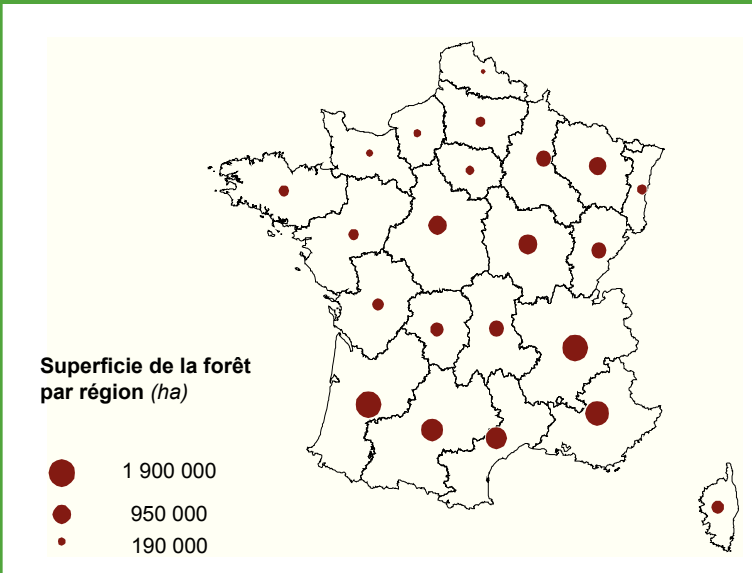 Superficie de la forêt
par région (ha)
1 900 000
950 000
190 000